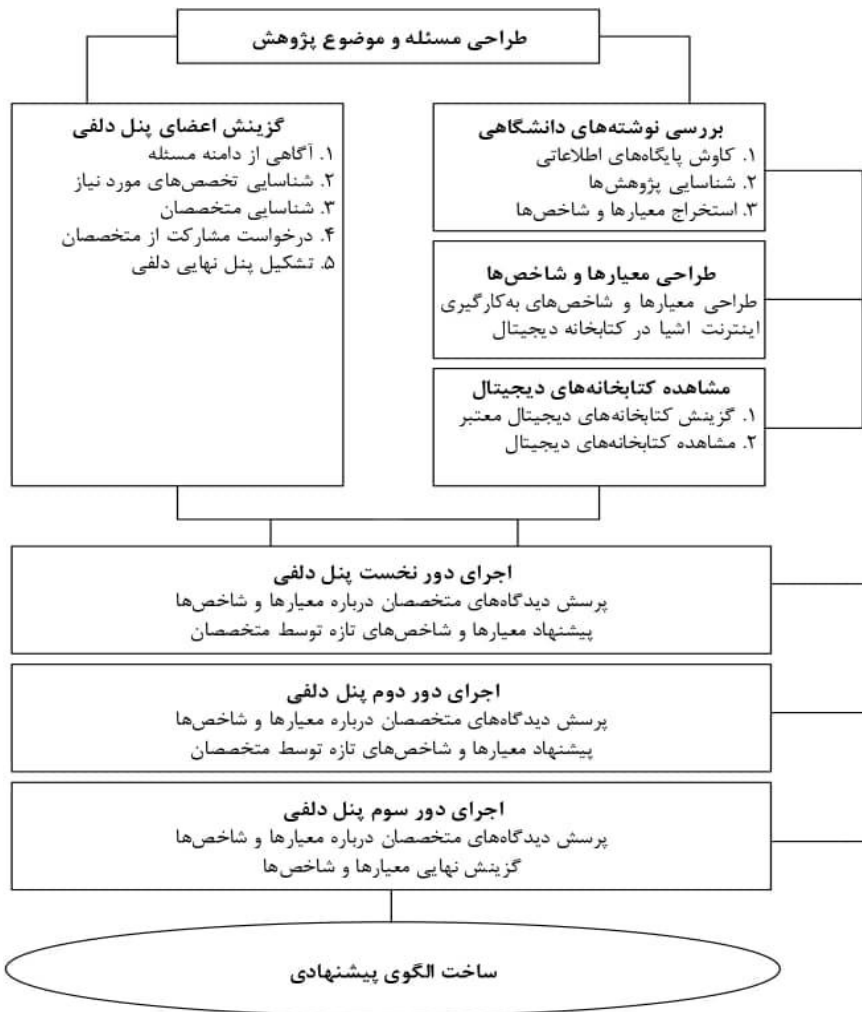 طراحی مسئله و موضوع پژوهش
بررسی نوشته‌های دانشگاهی
۱. کاوش پایگاه‌های اطلاعاتی
۲. شناسایی پژوهش‌ها
۳. استخراج معیارها و شاخص‌ها
طراحی معیارها و شاخص‌ها
طراحی معیارها و شاخص‌های به‌کارگیری
اینترنت اشیا در کتابخانه دیجیتال
مشاهده کتابخانه‌های دیجیتال
۱. گزینش کتابخانه‌های دیجیتال معتبر
۲. مشاهده کتابخانه‌های دیجیتال
گزینش اعضای پنل دلفی
۱. آگاهی از دامنه مسئله
۲. شناسایی تخصص‌های مورد نیاز
۳. شناسایی متخصصان
۴. درخواست مشارکت از متخصصان
۵. تشکیل پنل نهایی دلفی
اجرای دور نخست پنل دلفی
پرسش دیدگاه‌های متخصصان درباره معیارها و شاخص‌ها
پیشنهاد معیارها و شاخص‌های تازه توسط متخصصان
اجرای دور دوم پنل دلفی
پرسش دیدگاه‌های متخصصان درباره معیارها و شاخص‌ها
پیشنهاد معیارها و شاخص‌های تازه توسط متخصصان
اجرای دور سوم پنل دلفی
پرسش دیدگاه‌های متخصصان درباره معیارها و شاخص‌ها
گزینش نهایی معیارها و شاخص‌ها
ساخت الگوی پیشنهادی